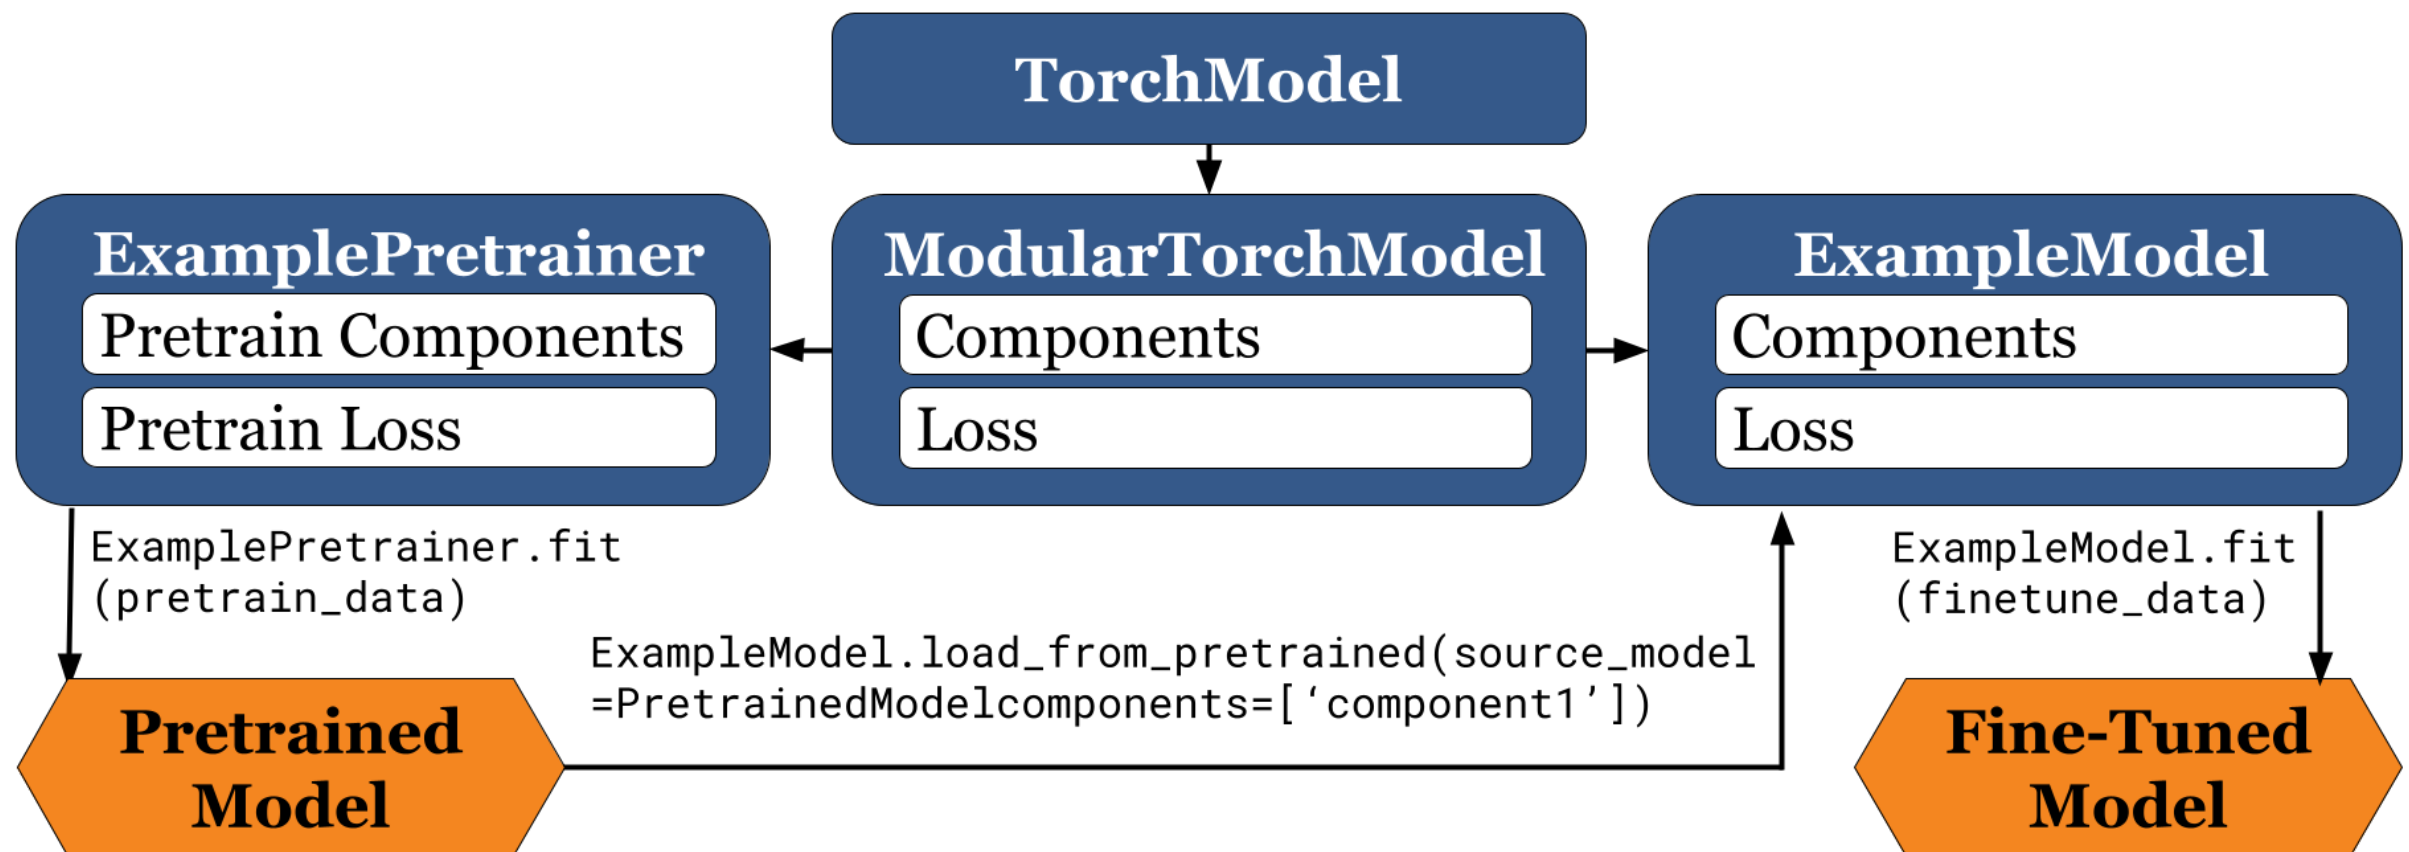 TorchModel
ExamplePretrainer
Pretrain Components
Pretrain Loss
ModularTorchModel
Components
Loss
ExampleModel
Components
Loss
ExamplePretrainer.fit
(pretrain_data)
ExampleModel.load_from_pretrained(source_model
=PretrainedModelcomponents=[‘component1’])
ExampleModel.fit
(finetune_data)
Pretrained
Model
Fine-Tuned
Model